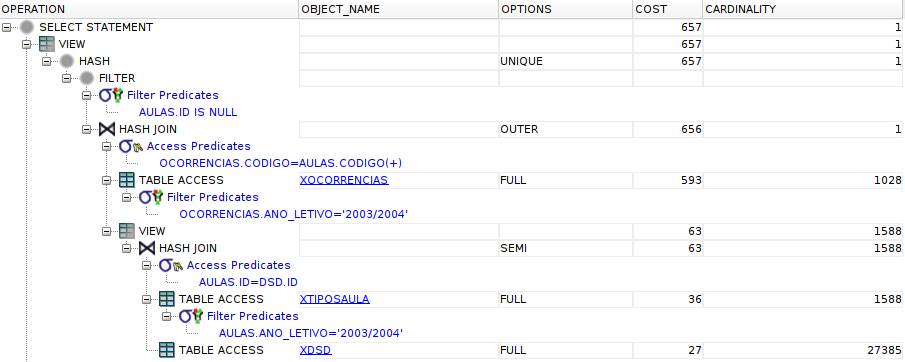 OPERATION OBJECT_NAME OPTIONS COST CARDINALITY
SELECT STATEMENT 657 1
VIEW 657 1
HASH UNIQUE 657 1
FILTER
Filter Predicates
AULAS.ID IS NULL
HASH JOIN OUTER 656 1
Access Predicates
OCORRENCIAS.CODIGO=AULAS.CODIGO(+)
TABLE ACCESS XOCORRENCIAS FULL 593 1028
Filter Predicates
OCORRENCIAS.ANO_LETIVO='2003/2004'
VIEW 63 1588
HASH JOIN SEMI 63 1588
Access Predicates
AULAS.ID=DSD.ID
TABLE ACCESS XTIPOSAULA FULL 36 1588
Filter Predicates
AULAS.ANO_LETIVO='2003/2004'
TABLE ACCESS XDSD FULL 27 27385